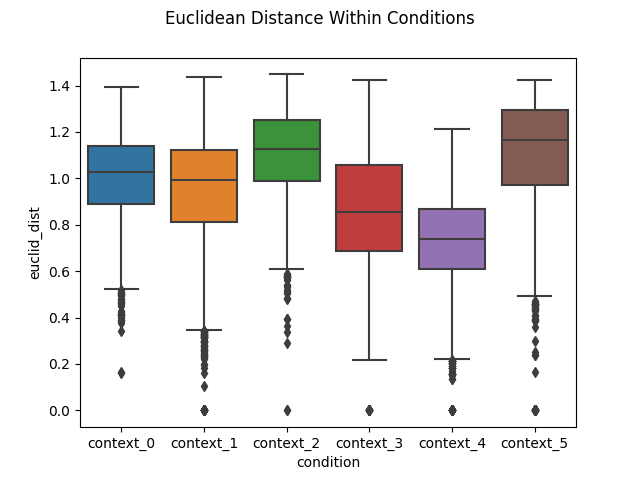 Euclidean Distance Within Conditions
euclid_dist
1.4
1.2
1.0
0.8
0.6
0.4
0.2
0.0
context_0 context_1 context_2 context_3 context_4 context_5
condition